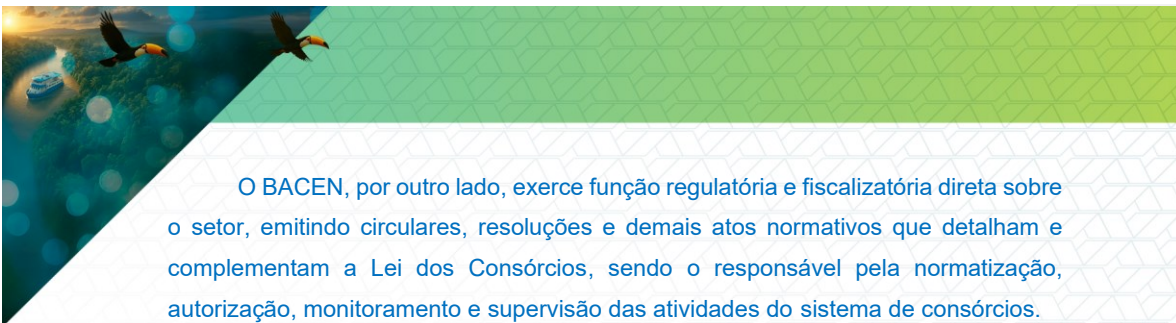 O BACEN, por outro lado, exerce função regulatória e fiscalizatória direta sobre
o setor, emitindo circulares, resoluções e demais atos normativos que detalham e
complementam a Lei dos Consórcios, sendo o responsável pela normatização,
autorização, monitoramento e supervisão das atividades do sistema de consórcios.